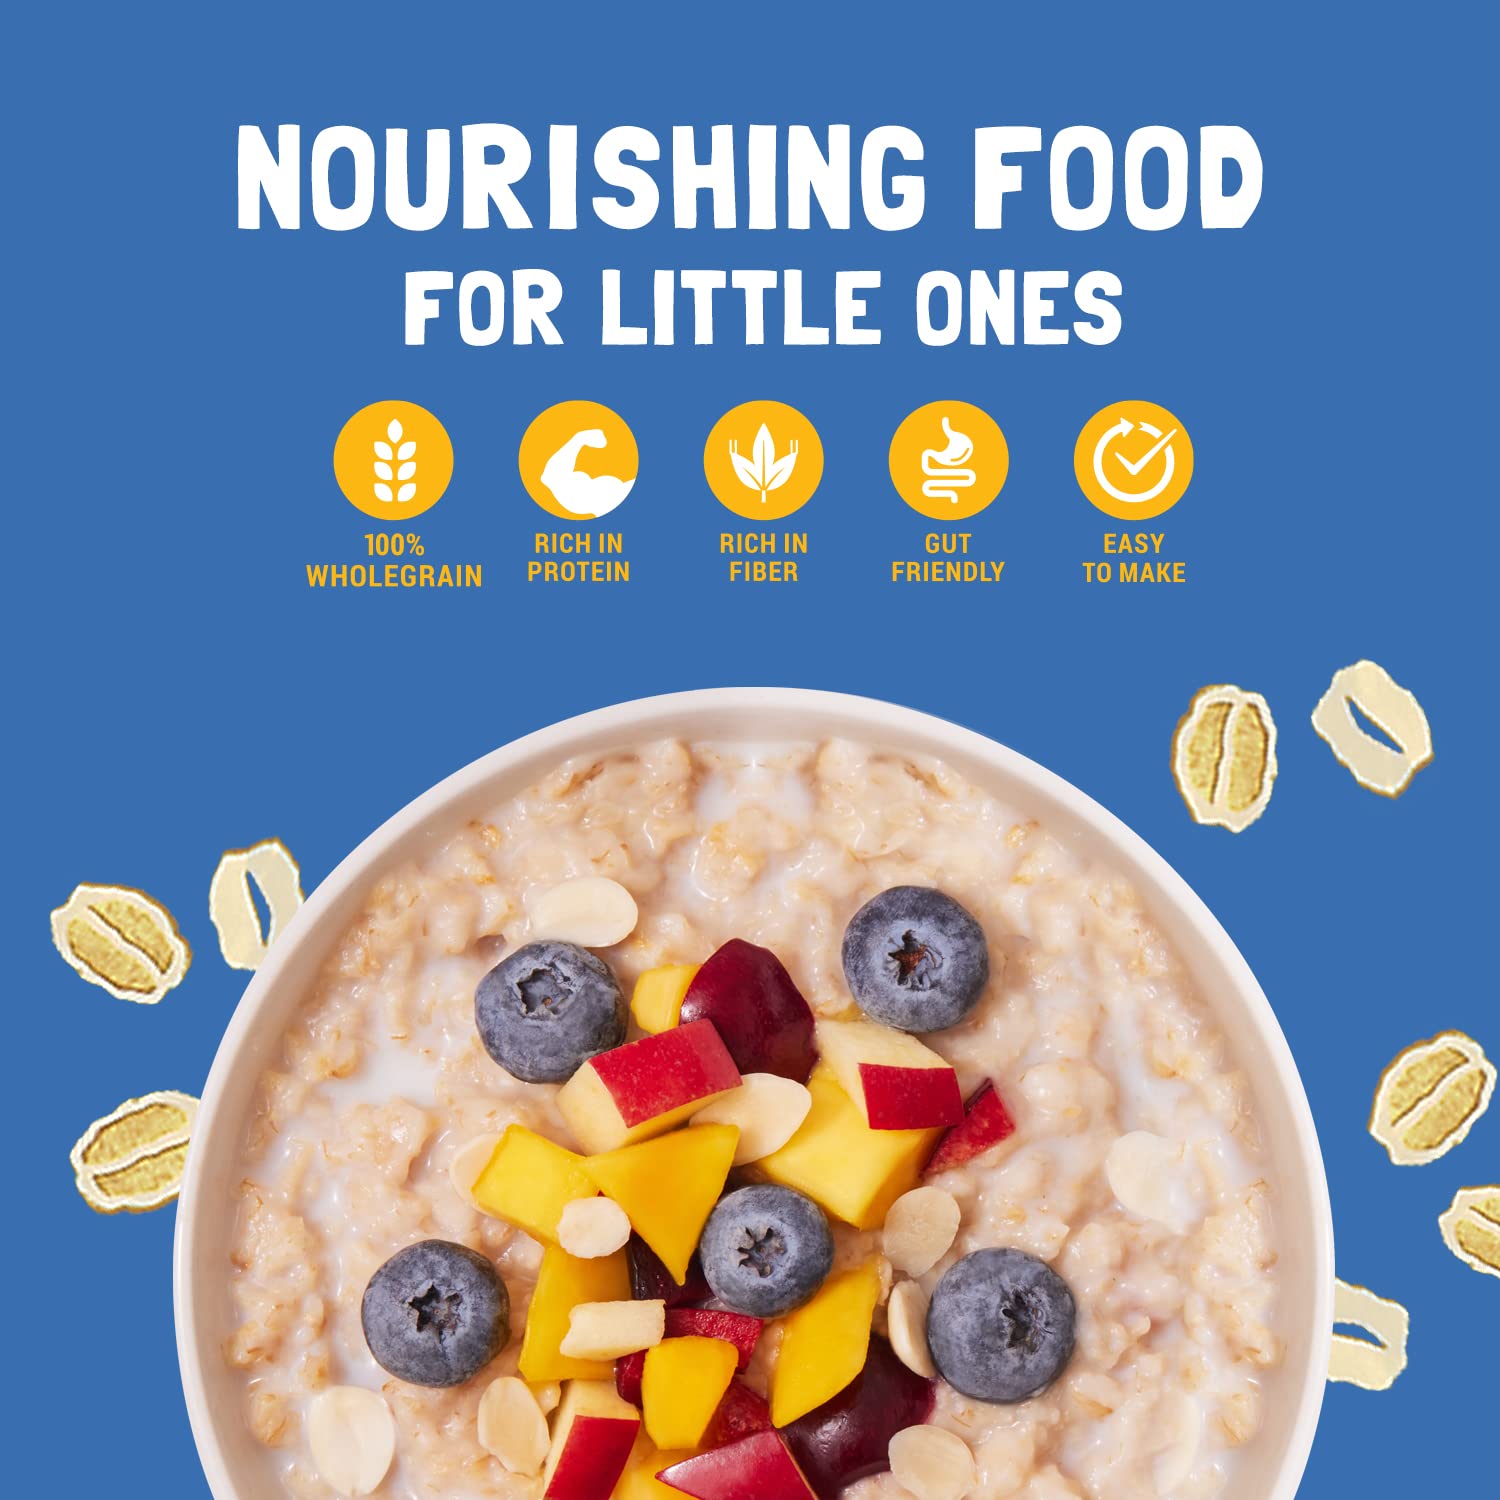 NOURISHING FOOD
FOR LITTLE ONES
100%
WHOLEGRAIN
RICH IN
PROTEIN
RICH IN
FIBER
GUT
FRIENDLY
EASY
TO MAKE